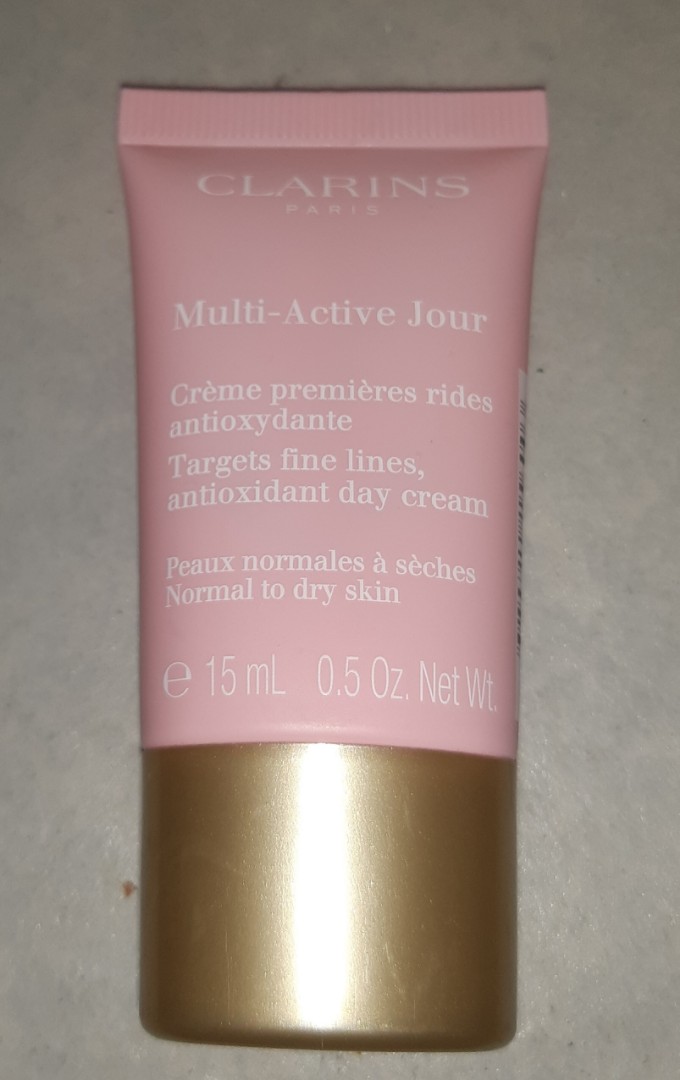 CLARINS
PARIS
Multi-Active Jour
Crème premières rides
antioxydante
Targets fine lines,
antioxidant day cream
Peaux normales à sèches
Normal to dry skin
℮ 15 mL 0.5 Oz. Net Wt.